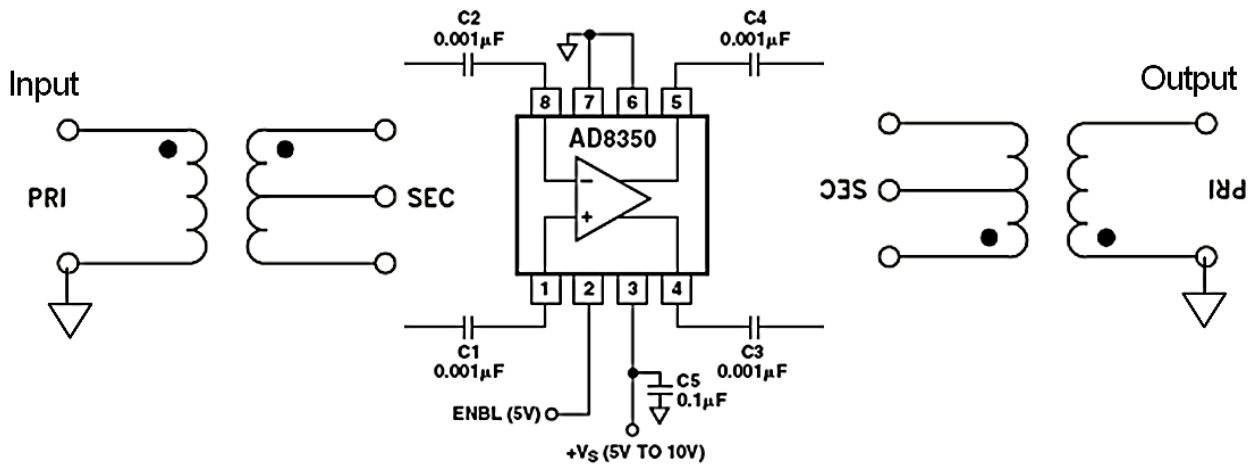 C2
0.001µF
C4
0.001µF
Input
Output
8 7 6 5
AD8350
PRI
SEC
−
+
SEC
PRI
1 2 3 4
C1
0.001µF
C3
0.001µF
C5
0.1µF
ENBL (5V)
+VS (5V TO 10V)